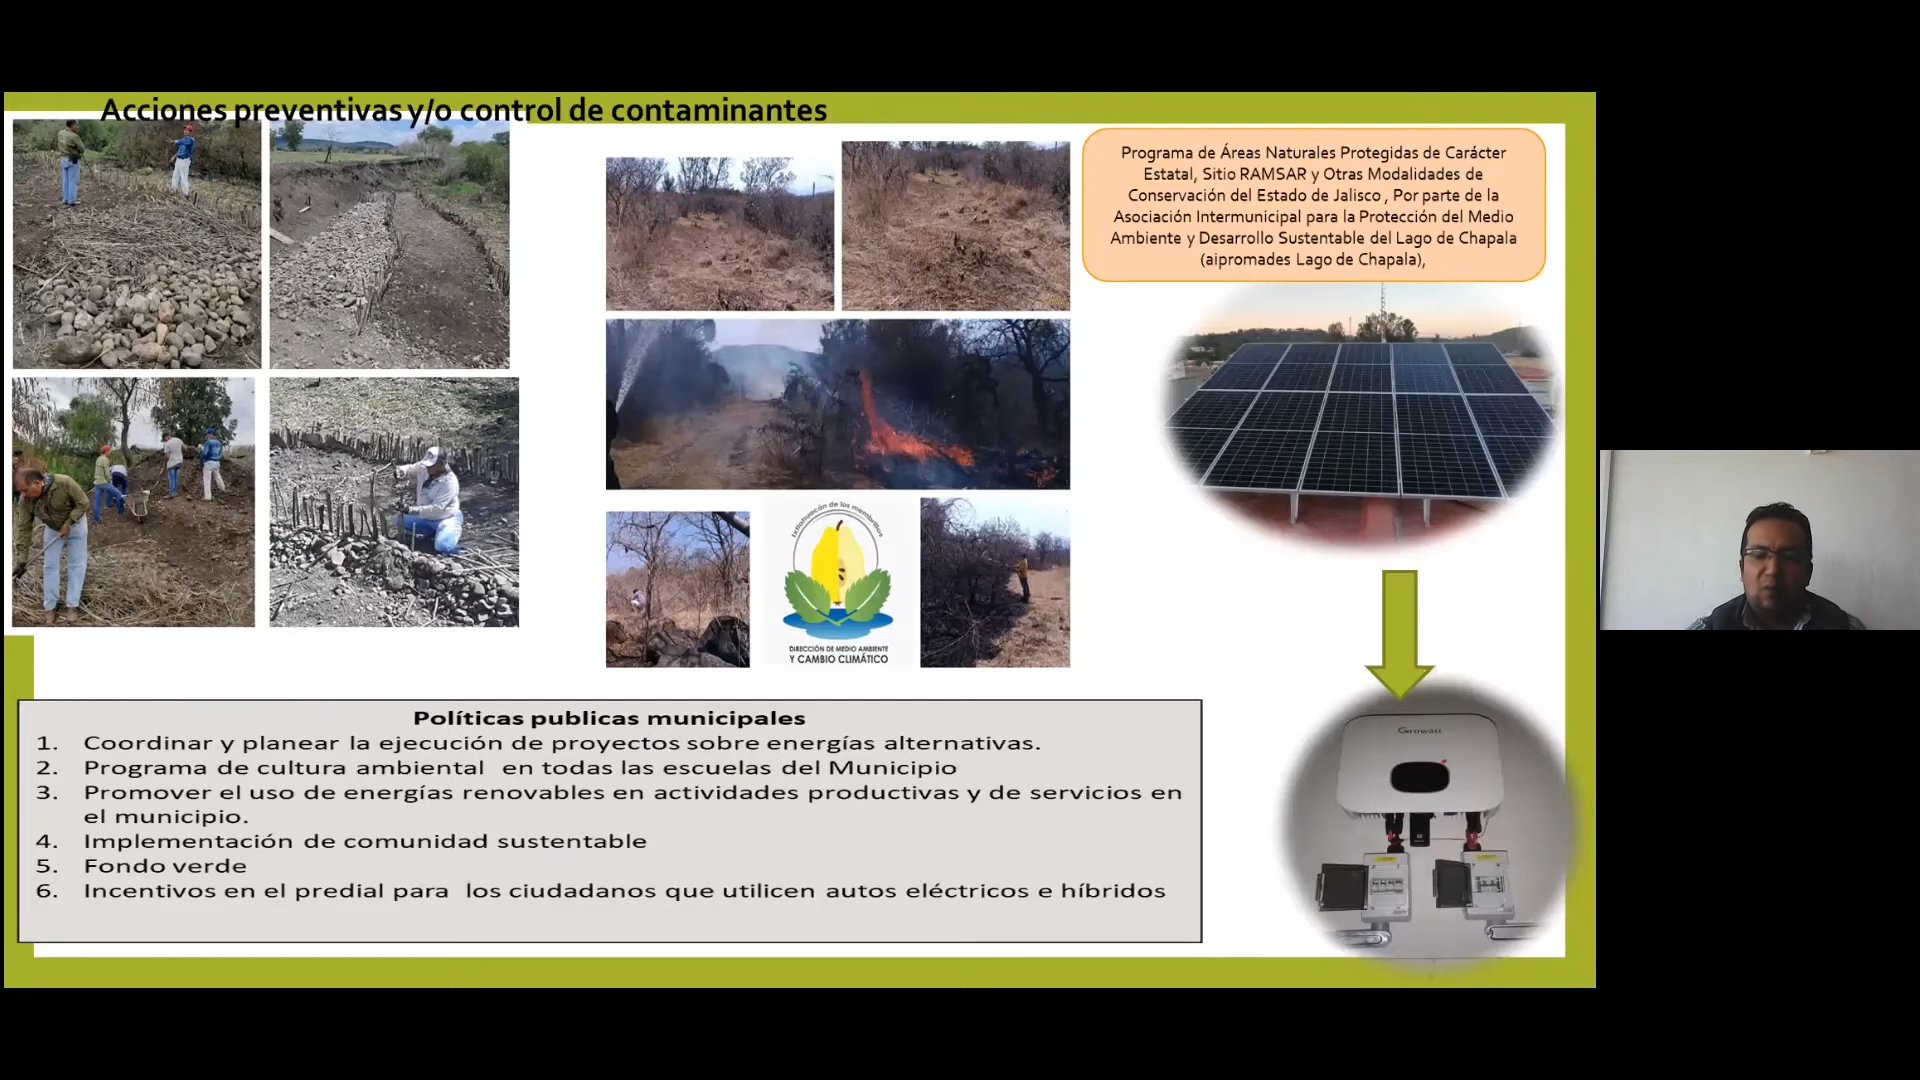 Acciones preventivas y/o control de contaminantes
Programa de Áreas Naturales Protegidas de Carácter
Estatal, Sitio RAMSAR y Otras Modalidades de
Conservación del Estado de Jalisco , Por parte de la
Asociación Intermunicipal para la Protección del Medio
Ambiente y Desarrollo Sustentable del Lago de Chapala
(aipromades Lago de Chapala),
Ixtlahuacán de los membrillos
DIRECCIÓN DE MEDIO AMBIENTE
Y CAMBIO CLIMÁTICO
Growatt
Políticas publicas municipales
1. Coordinar y planear la ejecución de proyectos sobre energías alternativas.
2. Programa de cultura ambiental en todas las escuelas del Municipio
3. Promover el uso de energías renovables en actividades productivas y de servicios en
el municipio.
4. Implementación de comunidad sustentable
5. Fondo verde
6. Incentivos en el predial para los ciudadanos que utilicen autos eléctricos e híbridos